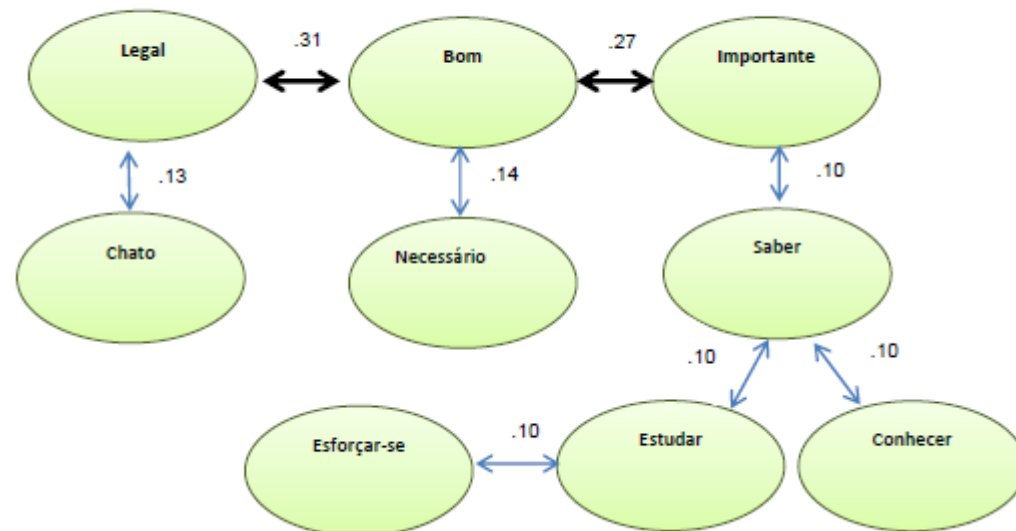 Legal
.31
Bom
.27
Importante
.13
.14
.10
Chato
Necessário
Saber
.10
.10
Esforçar-se
.10
Estudar
Conhecer